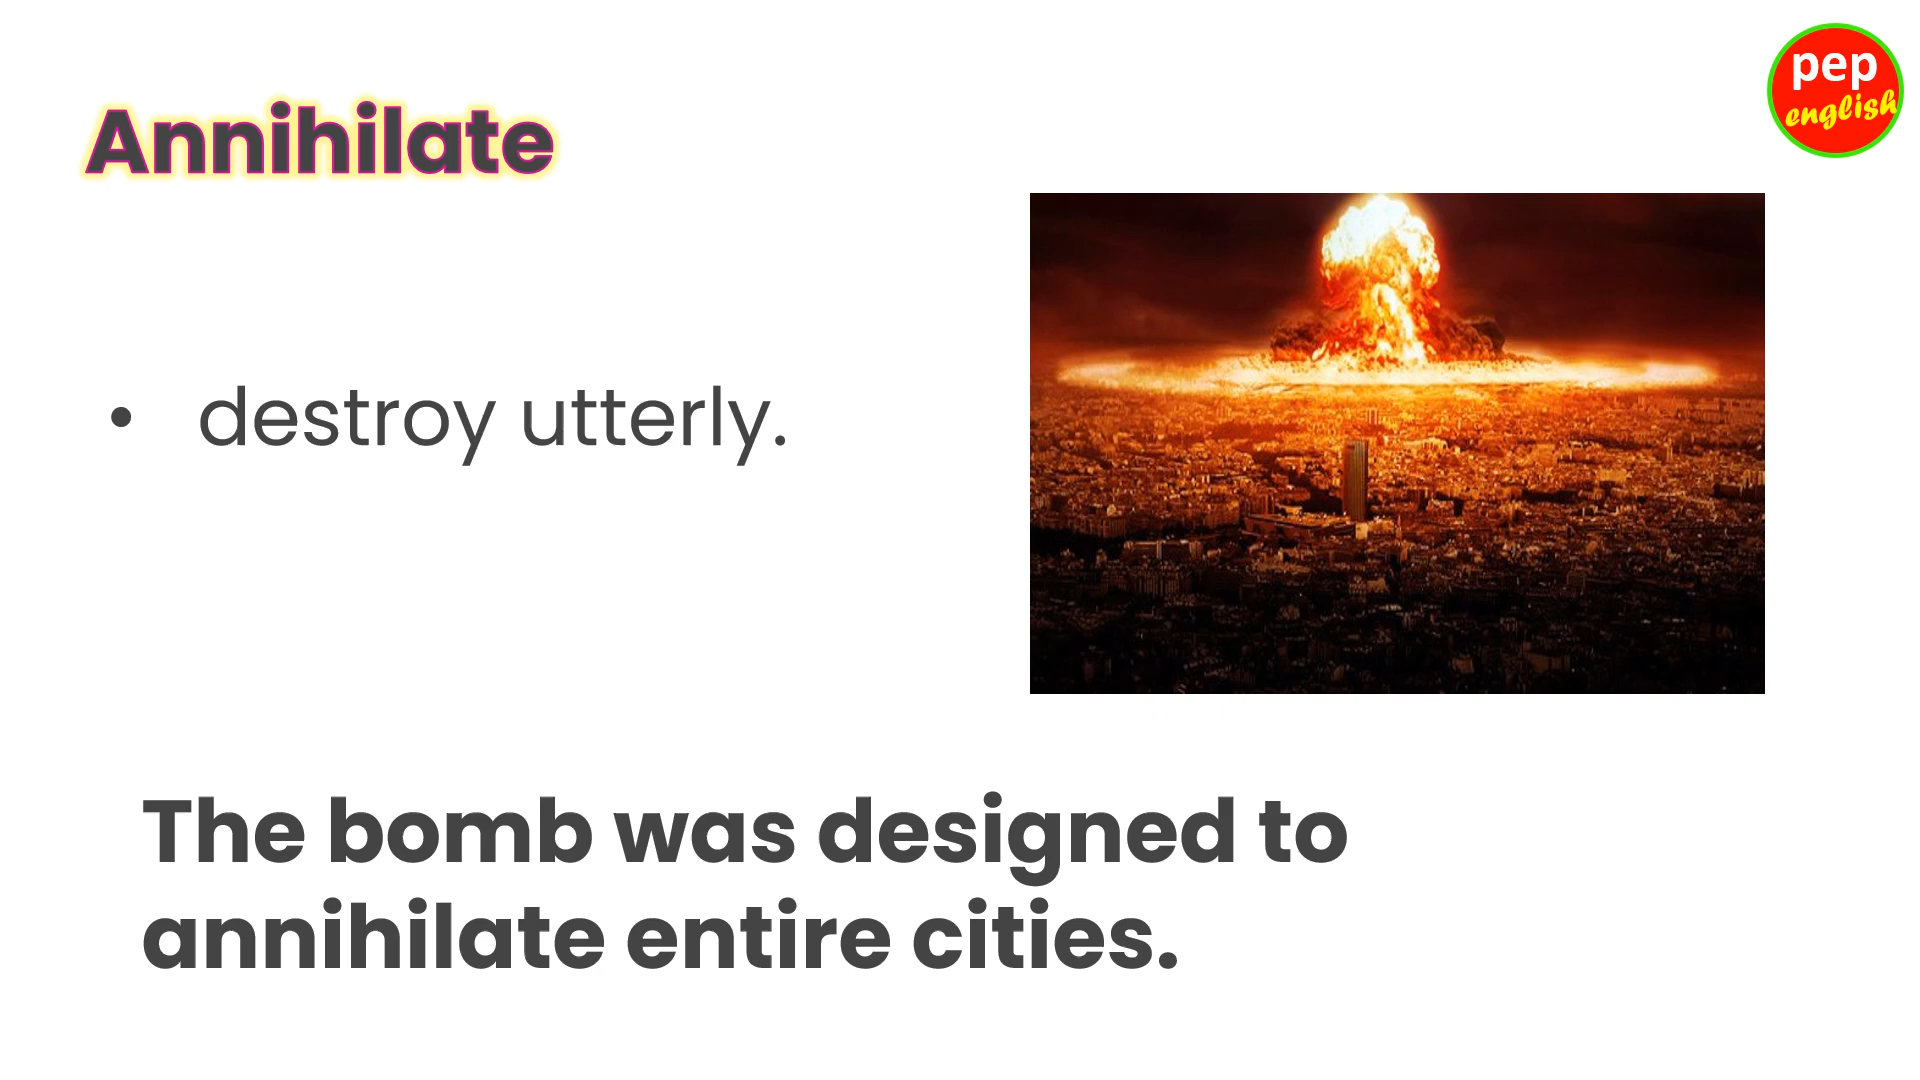 pep
english
Annihilate
• destroy utterly.
The bomb was designed to
annihilate entire cities.